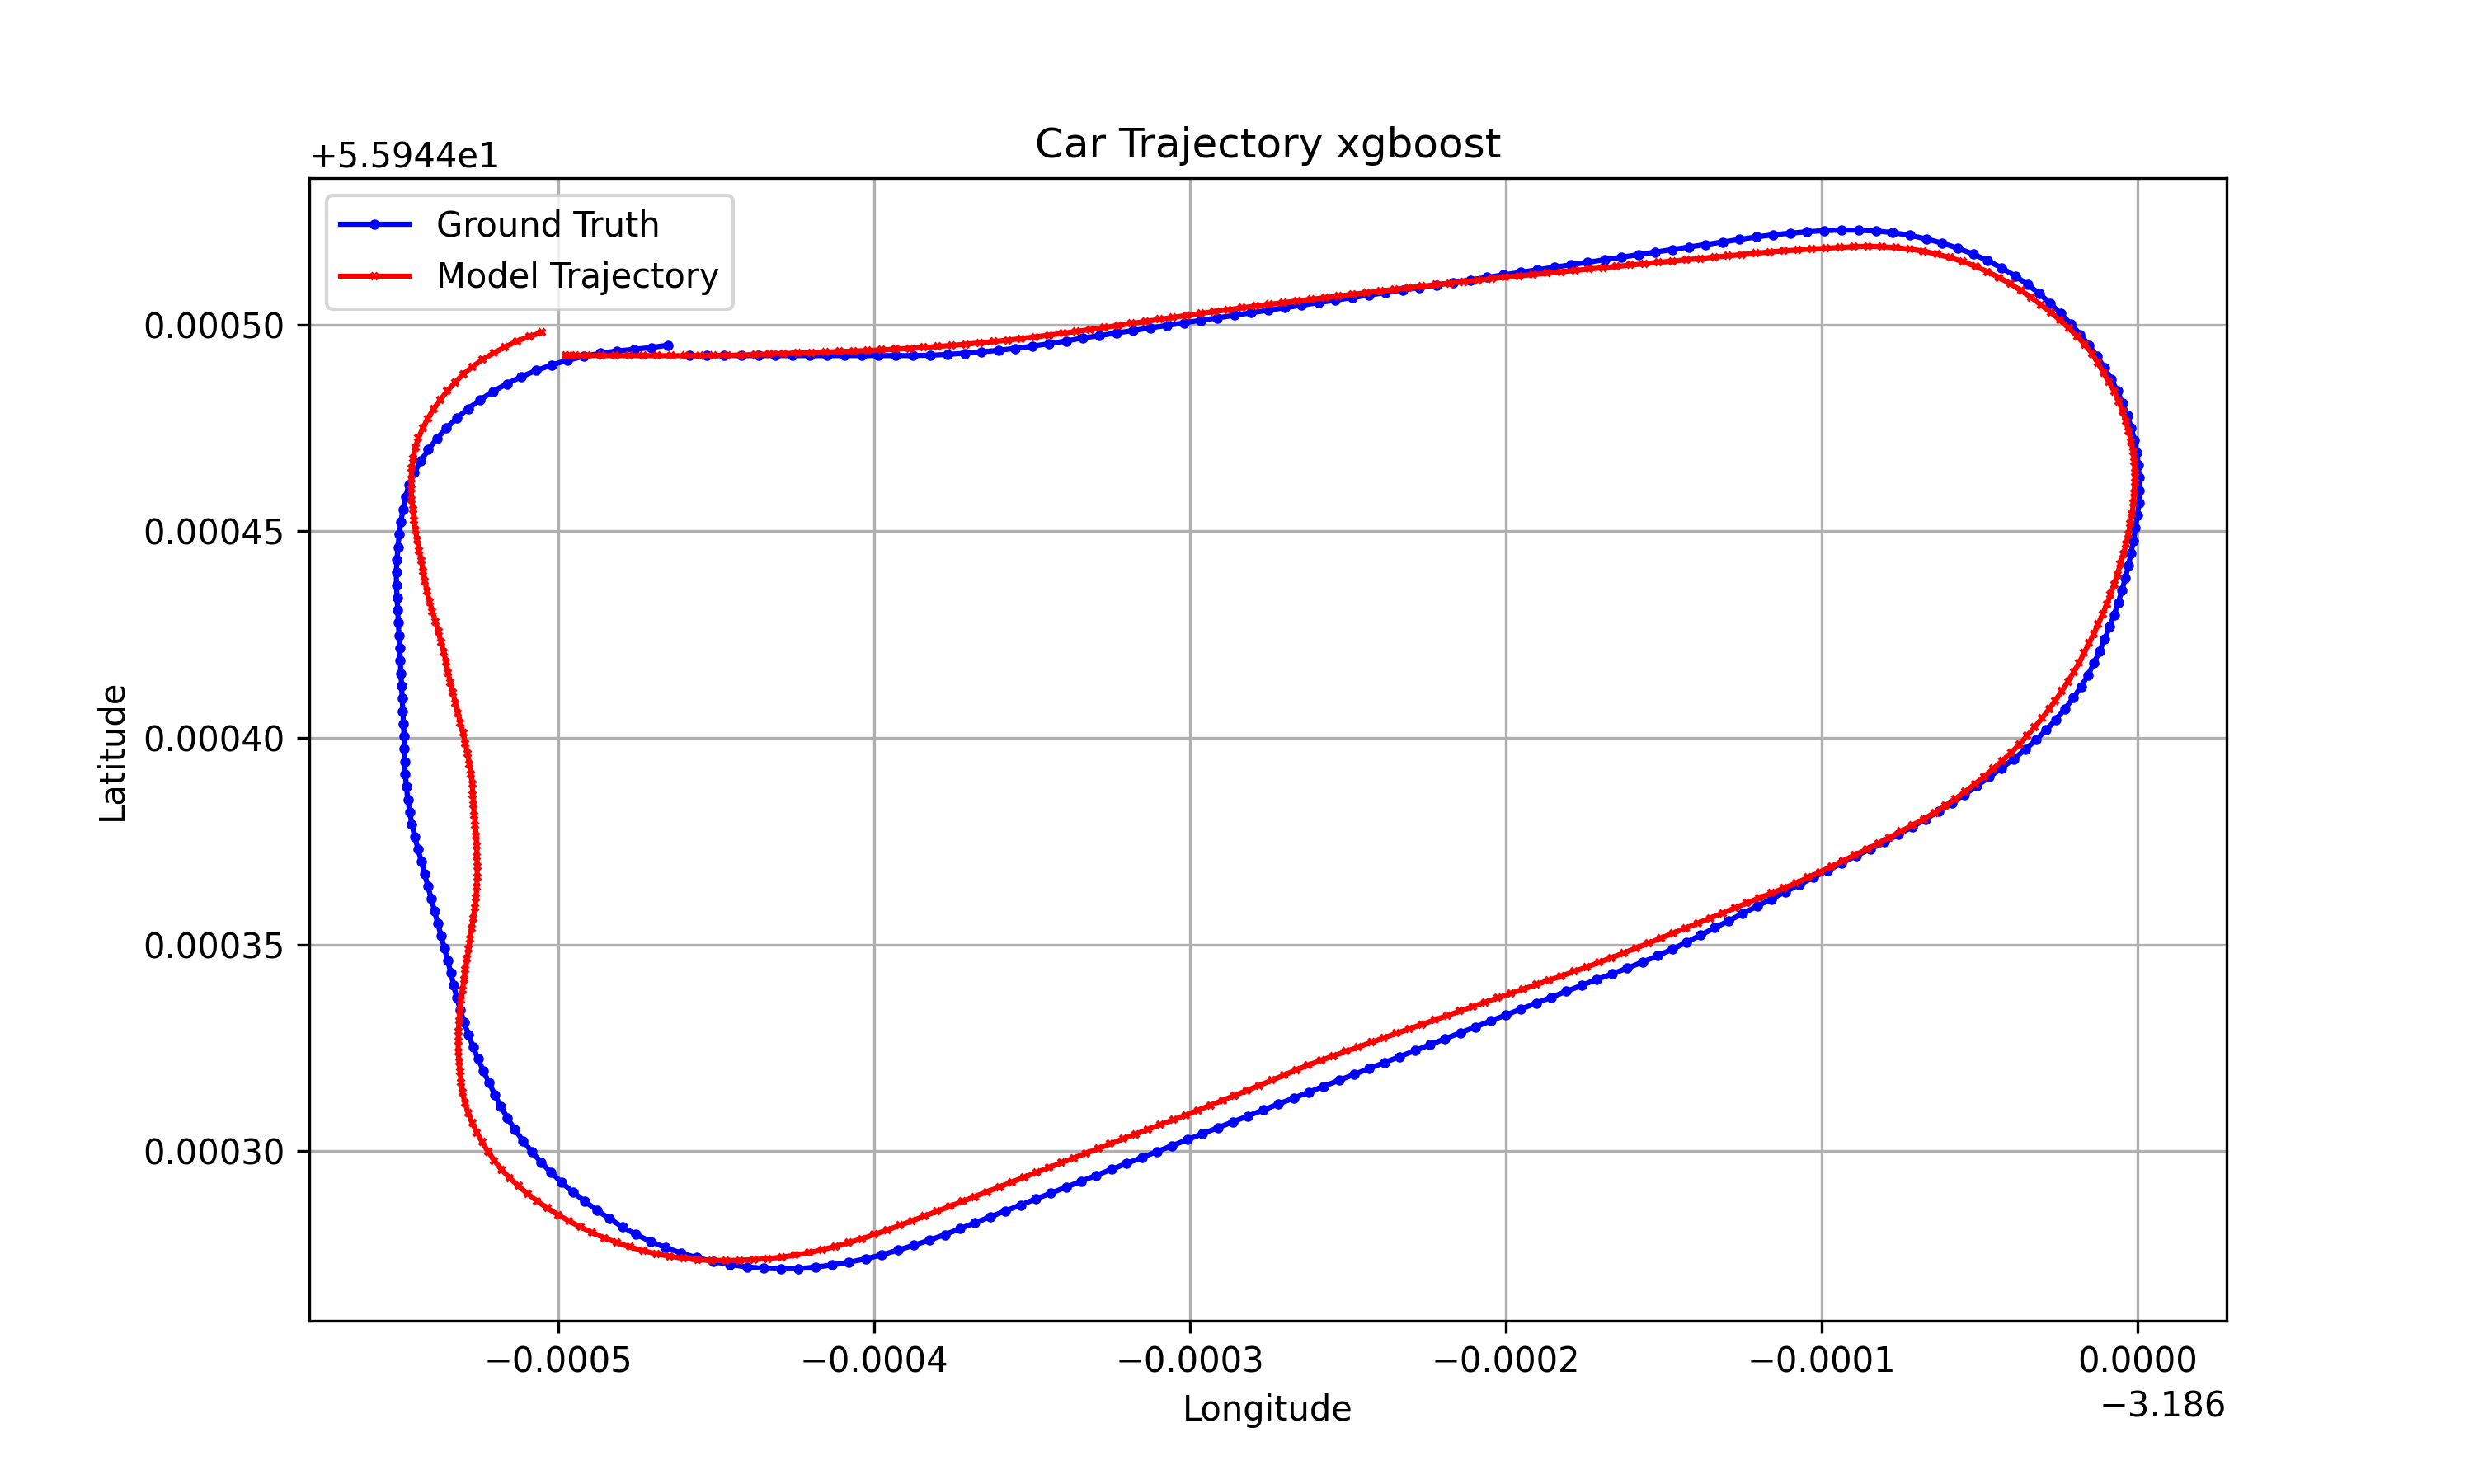 Car Trajectory xgboost
+5.5944e1
Ground Truth
Model Trajectory
0.00050
0.00045
0.00040
0.00035
0.00030
Latitude
−0.0005 −0.0004 −0.0003 −0.0002 −0.0001 0.0000
Longitude
−3.186